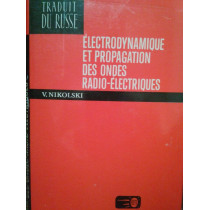 TRADUIT
DU RUSSE
ÉLECTRODYNAMIQUE
ET PROPAGATION
DES ONDES
RADIO-ÉLECTRIQUES
V. NIKOLSKI